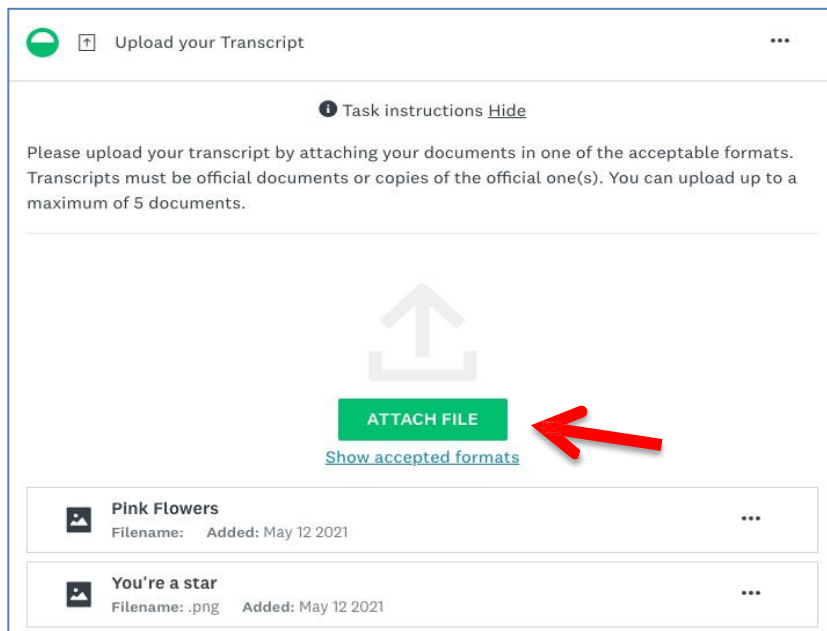 Upload your Transcript
Task instructions Hide
Please upload your transcript by attaching your documents in one of the acceptable formats.
Transcripts must be official documents or copies of the official one(s). You can upload up to a
maximum of 5 documents.
ATTACH FILE
Show accepted formats
Pink Flowers
Filename: Added: May 12 2021
You're a star
Filename: .png Added: May 12 2021